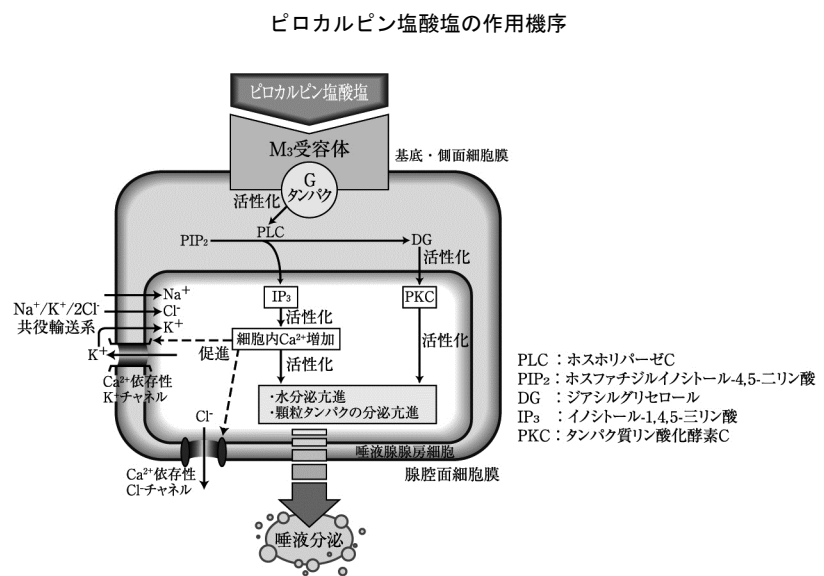 ピロカルピン塩酸塩の作用機序
ピロカルピン塩酸塩
M₃受容体
基底・側面細胞膜
G
タンパク
活性化
PLC
PIP₂
DG
活性化
IP₃
PKC
Na⁺
Cl⁻
K⁺
Na⁺/K⁺/2Cl⁻
共役輸送系
活性化
細胞内Ca²⁺増加
活性化
促進
K⁺
活性化
Ca²⁺依存性
K⁺チャネル
・水分泌亢進
・顆粒タンパクの分泌亢進
Cl⁻
唾液腺腺房細胞
腺腔面細胞膜
Ca²⁺依存性
Cl⁻チャネル
唾液分泌
PLC ：ホスホリパーゼC
PIP₂：ホスファチジルイノシトール-4,5-二リン酸
DG ：ジアシルグリセロール
IP₃ ：イノシトール-1,4,5-三リン酸
PKC：タンパク質リン酸化酵素C